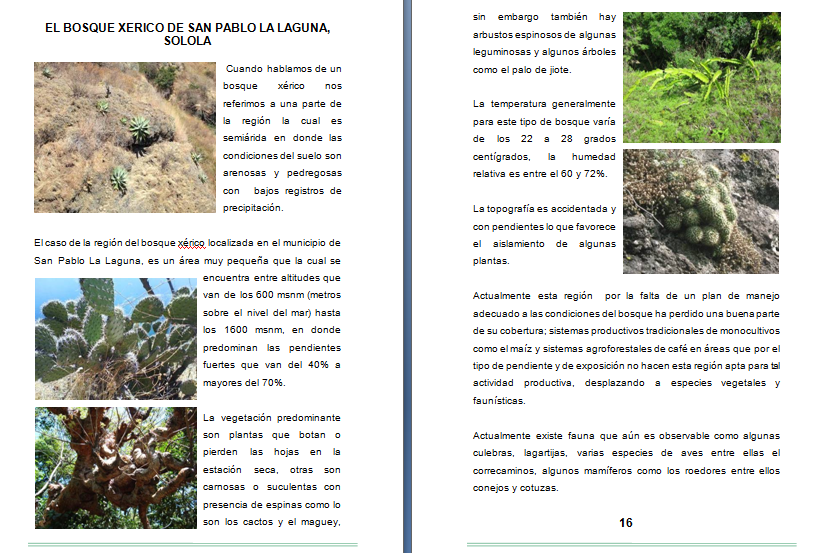 EL BOSQUE XERICO DE SAN PABLO LA LAGUNA,
SOLOLA
Cuando hablamos de un
bosque xérico nos
referimos a una parte de
la región la cual es
semiárida en donde las
condiciones del suelo son
arenosas y pedregosas
con bajos registros de
precipitación.
El caso de la región del bosque xérico, localizada en el municipio de
San Pablo La Laguna, es un área muy pequeña que la cual se
encuentra entre altitudes que
van de los 600 msnm (metros
sobre el nivel del mar) hasta
los 1600 msnm, en donde
predominan las pendientes
fuertes que van del 40% a
mayores del 70%.
La vegetación predominante
son plantas que botan o
pierden las hojas en la
estación seca, otras son
carnosas o suculentas con
presencia de espinas como lo
son los cactos y el maguey,
sin embargo también hay
arbustos espinosos de algunas
leguminosas y algunos árboles
como el palo de jiote.
La temperatura generalmente
para este tipo de bosque varía
de los 22 a 28 grados
centígrados, la humedad
relativa es entre el 60 y 72%.
La topografía es accidentada y
con pendientes lo que favorece
el aislamiento de algunas
plantas.
Actualmente esta región por la falta de un plan de manejo
adecuado a las condiciones del bosque ha perdido una buena parte
de su cobertura; sistemas productivos tradicionales de monocultivos
como el maíz y sistemas agroforestales de café en áreas que por el
tipo de pendiente y de exposición no hacen esta región apta para tal
actividad productiva, desplazando a especies vegetales y
faunísticas.
Actualmente existe fauna que aún es observable como algunas
culebras, lagartijas, varias especies de aves entre ellas el
correcaminos, algunos mamíferos como los roedores entre ellos
conejos y cotuzas.
16